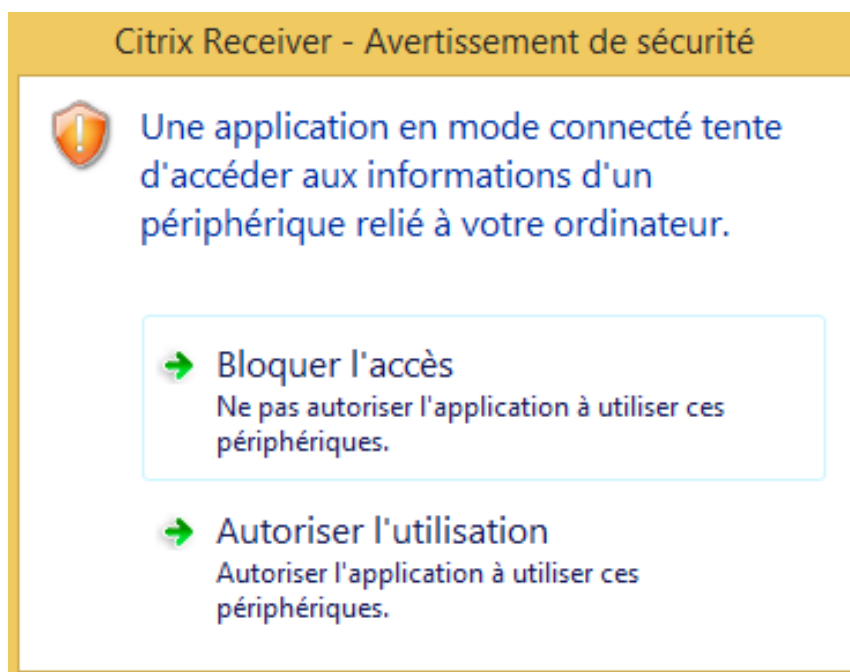 Citrix Receiver - Avertissement de sécurité
Une application en mode connecté tente
d'accéder aux informations d'un
périphérique relié à votre ordinateur.
Bloquer l'accès
Ne pas autoriser l'application à utiliser ces
périphériques.
Autoriser l'utilisation
Autoriser l'application à utiliser ces
périphériques.